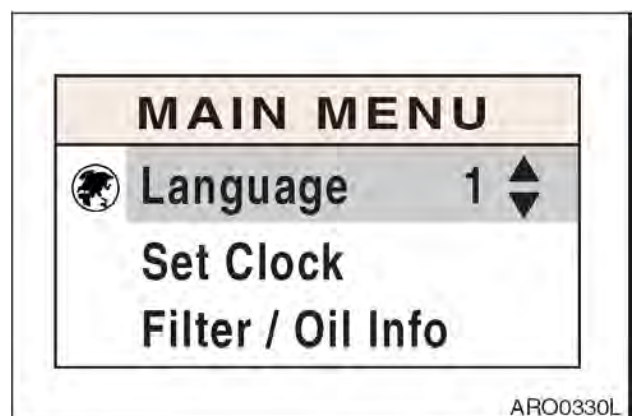 MAIN MENU
Language 1
Set Clock
Filter / Oil Info
ARO0330L